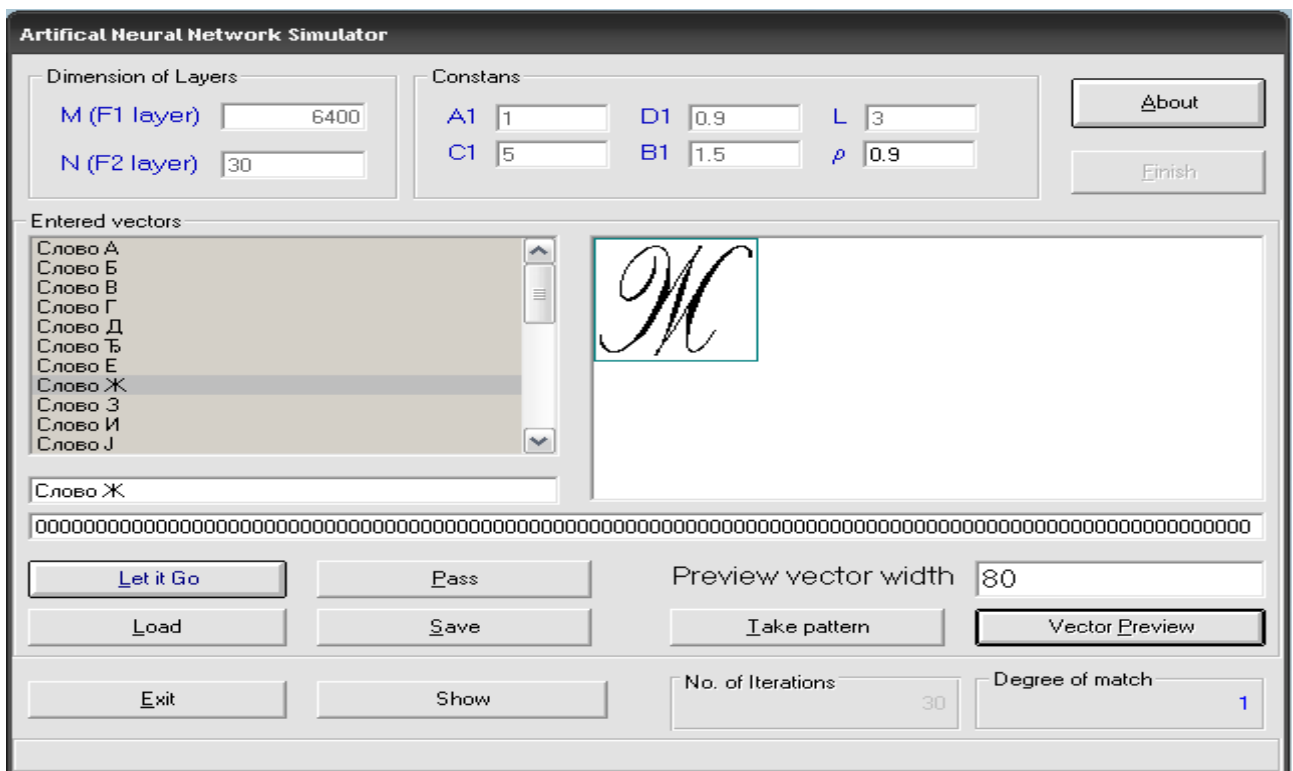 Artifical Neural Network Simulator
Dimension of Layers
M (F1 layer) 6400
N (F2 layer) 30
Constans
A1 1 D1 0.9 L 3
C1 5 B1 1.5 ρ 0.9
About
Finish
Entered vectors
Слово А
Слово Б
Слово В
Слово Г
Слово Д
Слово Ђ
Слово Е
Слово Ж
Слово З
Слово И
Слово Ј
Ж
Слово Ж
Let it Go Pass Preview vector width 80
Load Save Take pattern Vector Preview
Exit Show
No. of Iterations
30
Degree of match
1